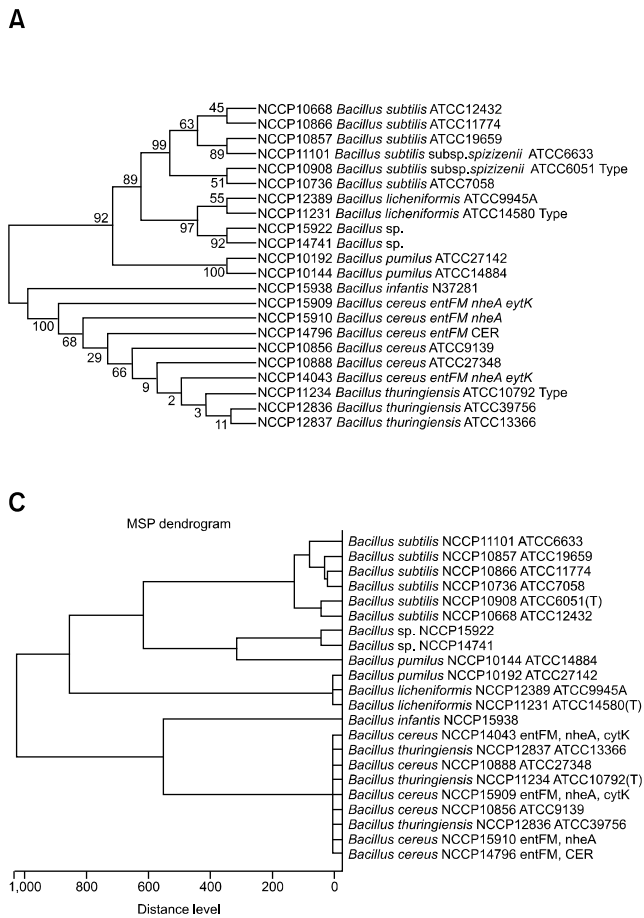 A
45
NCCP10668 Bacillus subtilis ATCC12432
63
NCCP10866 Bacillus subtilis ATCC11774
99
NCCP10857 Bacillus subtilis ATCC19659
89
NCCP11101 Bacillus subtilis subsp.spizizenii ATCC6633
89
NCCP10908 Bacillus subtilis subsp.spizizenii ATCC6051 Type
51
NCCP10736 Bacillus subtilis ATCC7058
55
NCCP12389 Bacillus licheniformis ATCC9945A
92
NCCP11231 Bacillus licheniformis ATCC14580 Type
97
NCCP15922 Bacillus sp.
92
NCCP14741 Bacillus sp.
NCCP10192 Bacillus pumilus ATCC27142
100
NCCP10144 Bacillus pumilus ATCC14884
NCCP15938 Bacillus infantis N37281
NCCP15909 Bacillus cereus entFM nheA eytK
100
NCCP15910 Bacillus cereus entFM nheA
68
NCCP14796 Bacillus cereus entFM CER
29
NCCP10856 Bacillus cereus ATCC9139
66
NCCP10888 Bacillus cereus ATCC27348
9
NCCP14043 Bacillus cereus entFM nheA eytK
2
NCCP11234 Bacillus thuringiensis ATCC10792 Type
3
NCCP12836 Bacillus thuringiensis ATCC39756
11
NCCP12837 Bacillus thuringiensis ATCC13366
C
MSP dendrogram
Bacillus subtilis NCCP11101 ATCC6633
Bacillus subtilis NCCP10857 ATCC19659
Bacillus subtilis NCCP10866 ATCC11774
Bacillus subtilis NCCP10736 ATCC7058
Bacillus subtilis NCCP10908 ATCC6051(T)
Bacillus subtilis NCCP10668 ATCC12432
Bacillus sp. NCCP15922
Bacillus sp. NCCP14741
Bacillus pumilus NCCP10144 ATCC14884
Bacillus pumilus NCCP10192 ATCC27142
Bacillus licheniformis NCCP12389 ATCC9945A
Bacillus licheniformis NCCP11231 ATCC14580(T)
Bacillus infantis NCCP15938
Bacillus cereus NCCP14043 entFM, nheA, cytK
Bacillus thuringiensis NCCP12837 ATCC13366
Bacillus cereus NCCP10888 ATCC27348
Bacillus thuringiensis NCCP11234 ATCC10792(T)
Bacillus cereus NCCP15909 entFM, nheA, cytK
Bacillus cereus NCCP10856 ATCC9139
Bacillus thuringiensis NCCP12836 ATCC39756
Bacillus cereus NCCP15910 entFM, nheA
Bacillus cereus NCCP14796 entFM, CER
1,000 800 600 400 200 0
Distance level